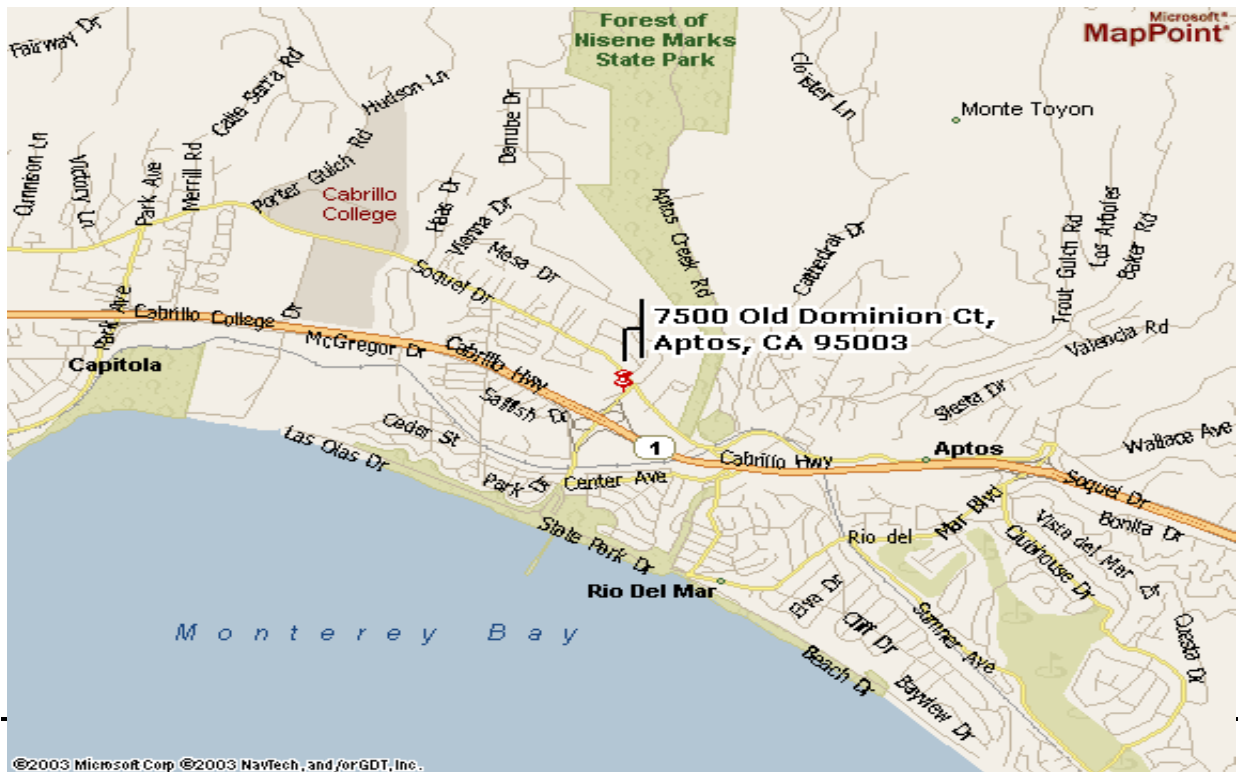 Fairway Dr
Forest of
Nisene Marks
State Park
Microsoft®
MapPoint®
Calle Serria Rd
Hudson Ln
Danube Dr
Cloister Ln
Monte Toyon
Cunnison Ln
Victory Ln
Park Ave
Merrill Rd
Porter Gulch Rd
Cabrillo
College
Haas Dr
Vienna Dr
Mesa Dr
Aptos Creek Rd
Cathedral Dr
Trout Gulch Rd
Los Arboles
Baker Rd
Soquel Dr
Park Ave
Cabrillo College Dr
McGregor Dr
Cabrillo Hwy
7500 Old Dominion Ct,
Aptos, CA 95003
Valencia Rd
Capitola
Sailfish Dr
Siesta Dr
Cedar St
Las Olas Dr
1
Cabrillo Hwy
Aptos
Wallace Ave
Park
Center Ave
Soquel Dr
Bonita Dr
State Park Dr
Rio del
Mar Blvd
Vista del Mar
Clubhouse Dr
Rio Del Mar
Elva Dr
Cliff Dr
Sumner Ave
Questa Dr
Monterey Bay
Beach Dr
Bayview Dr
©2003 Microsoft Corp ©2003 NavTech, and/or GDT, Inc.